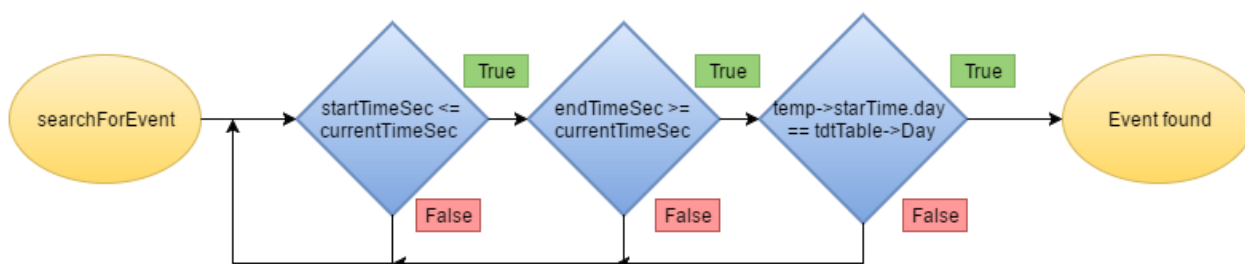 searchForEvent
startTimeSec <=
currentTimeSec
True
False
endTimeSec >=
currentTimeSec
True
False
temp->starTime.day
== tdtTable->Day
True
False
Event found